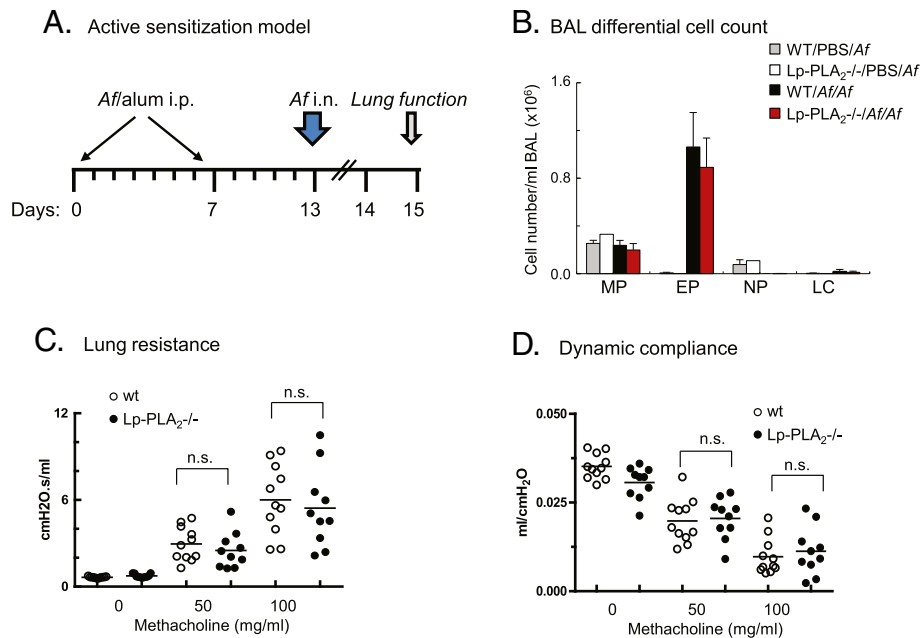 A. Active sensitization model
Af/alum i.p.
Af i.n.
Lung function
Days: 0 7 13 14 15
B. BAL differential cell count
WT/PBS/Af
Lp-PLA2-/-/PBS/Af
WT/Af/Af
Lp-PLA2-/-/Af/Af
Cell number/ml BAL (x10⁶)
1.6
0.8
0.0
MP EP NP LC
C. Lung resistance
wt
Lp-PLA2-/-
n.s.
n.s.
cmH2O.s/ml
12
6
0
0 50 100
Methacholine (mg/ml)
D. Dynamic compliance
wt
Lp-PLA2-/-
n.s.
n.s.
ml/cmH2O
0.050
0.025
0.000
0 50 100
Methacholine (mg/ml)